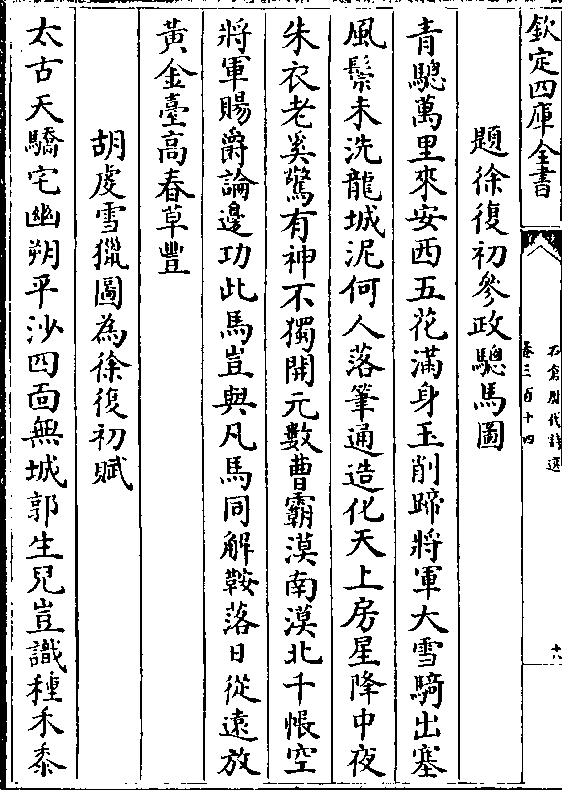 欽定四庫全書
石倉歷代詩選
卷三百十四
十八
題徐復初參政驄馬圖
青驄萬里來安西五花滿身玉削蹄將軍大雪騎出塞
風鬃未洗龍城泥何人落筆通造化天上房星降中夜
朱衣老奚驚有神不獨開元數曹霸漠南漠北千帳空
將軍賜爵論邊功此馬豈與凡馬同解鞍落日從遠放
黃金臺高春草豐
胡虔雪獵圖為徐復初賦
太古天驕宅幽朔平沙四面無城郭生兒豈識種禾黍